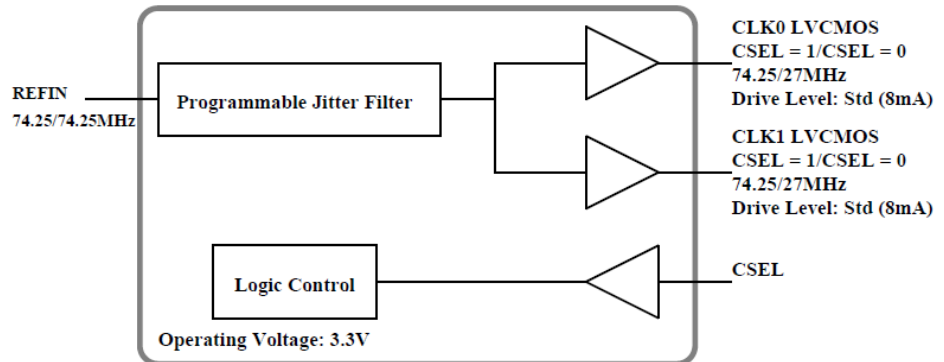 REFIN
74.25/74.25MHz
Programmable Jitter Filter
CLK0 LVCMOS
CSEL = 1/CSEL = 0
74.25/27MHz
Drive Level: Std (8mA)
CLK1 LVCMOS
CSEL = 1/CSEL = 0
74.25/27MHz
Drive Level: Std (8mA)
Logic Control
CSEL
Operating Voltage: 3.3V